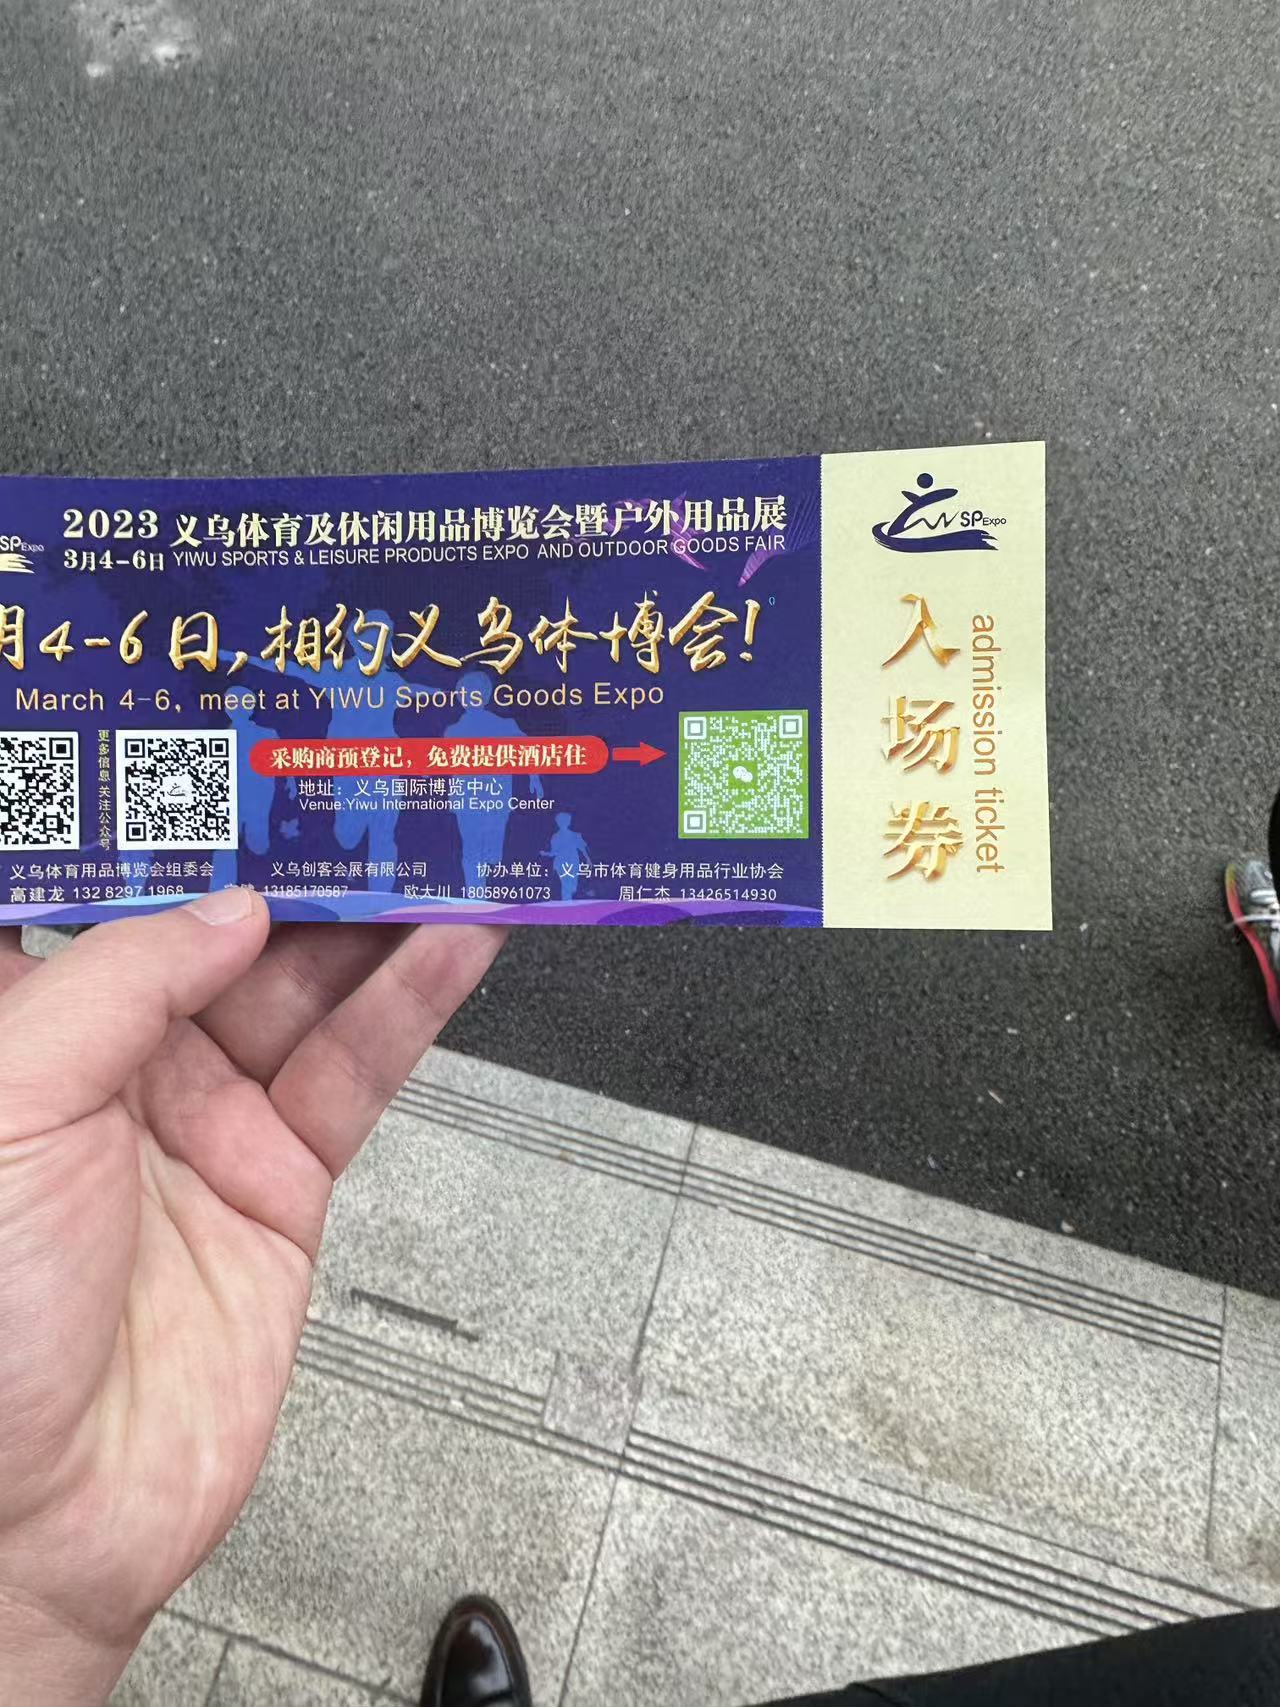 SPExpo
2023 义乌体育及休闲用品博览会暨户外用品展
3月4-6日 YIWU SPORTS & LEISURE PRODUCTS EXPO AND OUTDOOR GOODS FAIR
月4-6日,相约义乌体博会!
March 4-6, meet at YIWU Sports Goods Expo
更多信息关注公众号
采购商预登记,免费提供酒店住
地址:义乌国际博览中心
Venue:Yiwu International Expo Center
义乌体育用品博览会组委会 义乌创客会展有限公司 协办单位:义乌市体育健身用品行业协会
高建龙 132 8297 1968 13185170587 欧大川 18058961073 周仁杰 13426514930
SPExpo
入场券
admission ticket